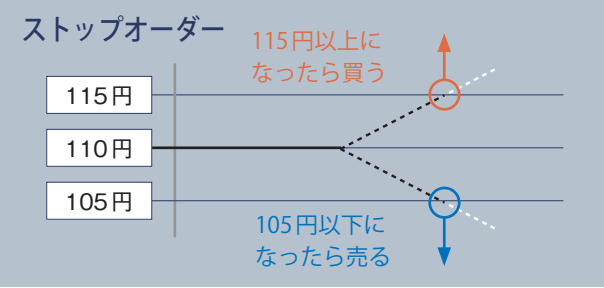 ストップオーダー
115円以上に
なったら買う
115円
110円
105円
105円以下に
なったら売る